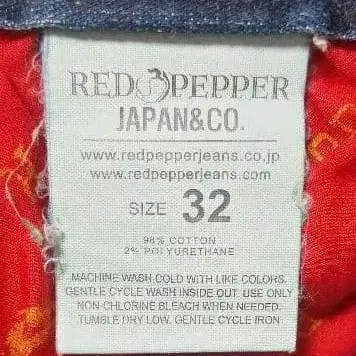 RED PEPPER
JAPAN&CO.
www.redpepperjeans.co.jp
www.redpepperjeans.com
SIZE 32
98% COTTON
2% POLYURETHANE
MACHINE WASH COLD WITH LIKE COLORS.
GENTLE CYCLE WASH INSIDE OUT. USE ONLY
NON-CHLORINE BLEACH WHEN NEEDED.
TUMBLE DRY LOW. GENTLE CYCLE IRON